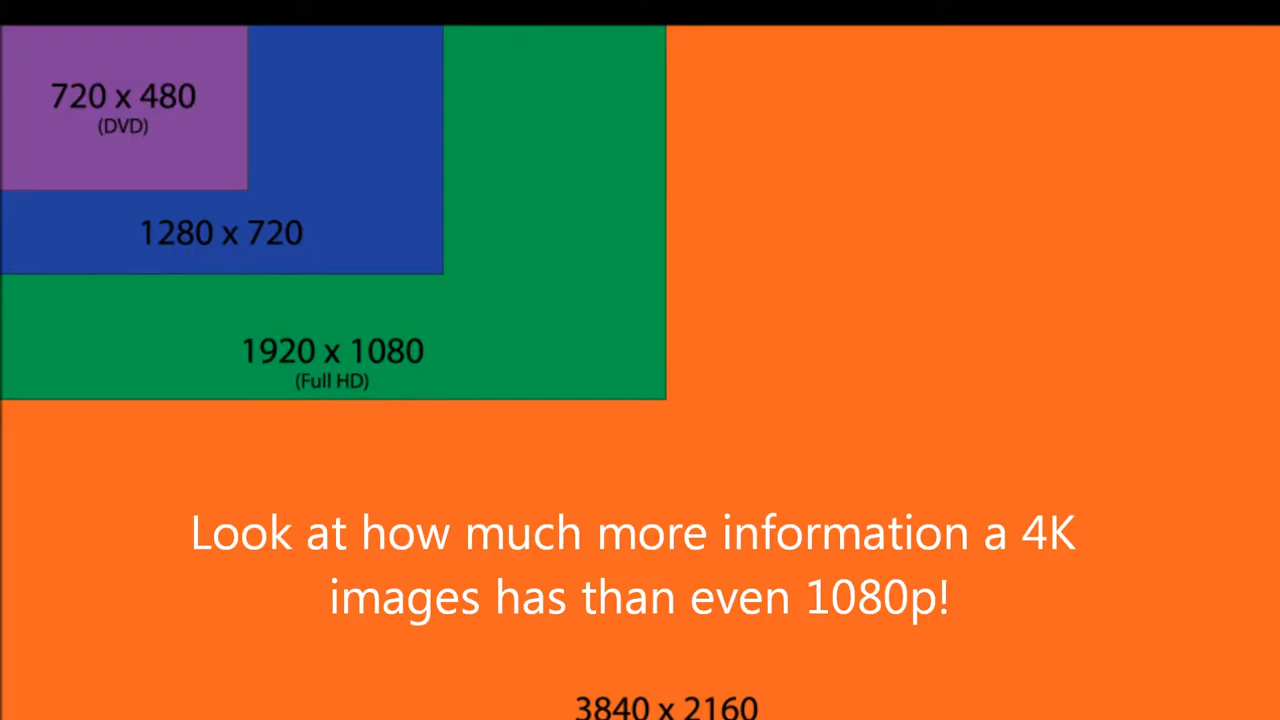 720 x 480
(DVD)
1280 x 720
1920 x 1080
(Full HD)
Look at how much more information a 4K
images has than even 1080p!
3840 x 2160